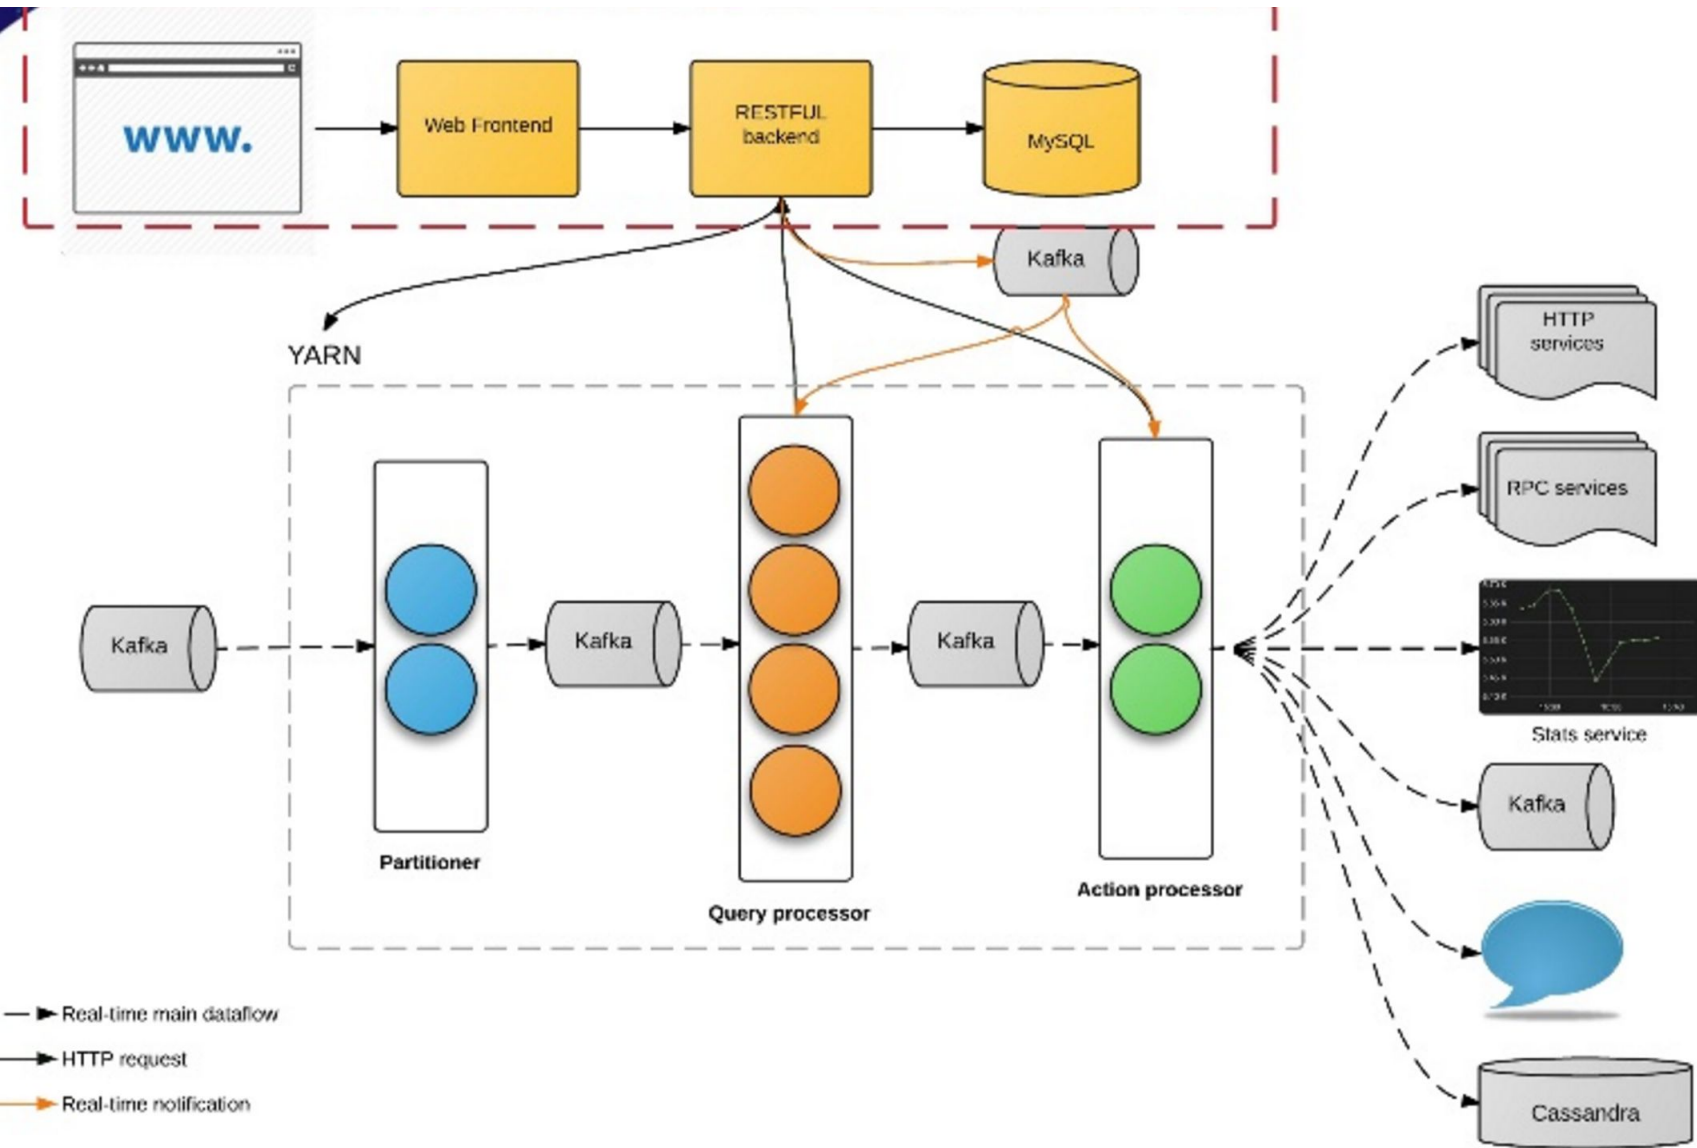 www.
Web Frontend
RESTFUL
backend
MySQL
Kafka
YARN
HTTP
services
RPC services
Stats service
Kafka
Kafka
Kafka
Kafka
Partitioner
Query processor
Action processor
Cassandra
Real-time main dataflow
HTTP request
Real-time notification